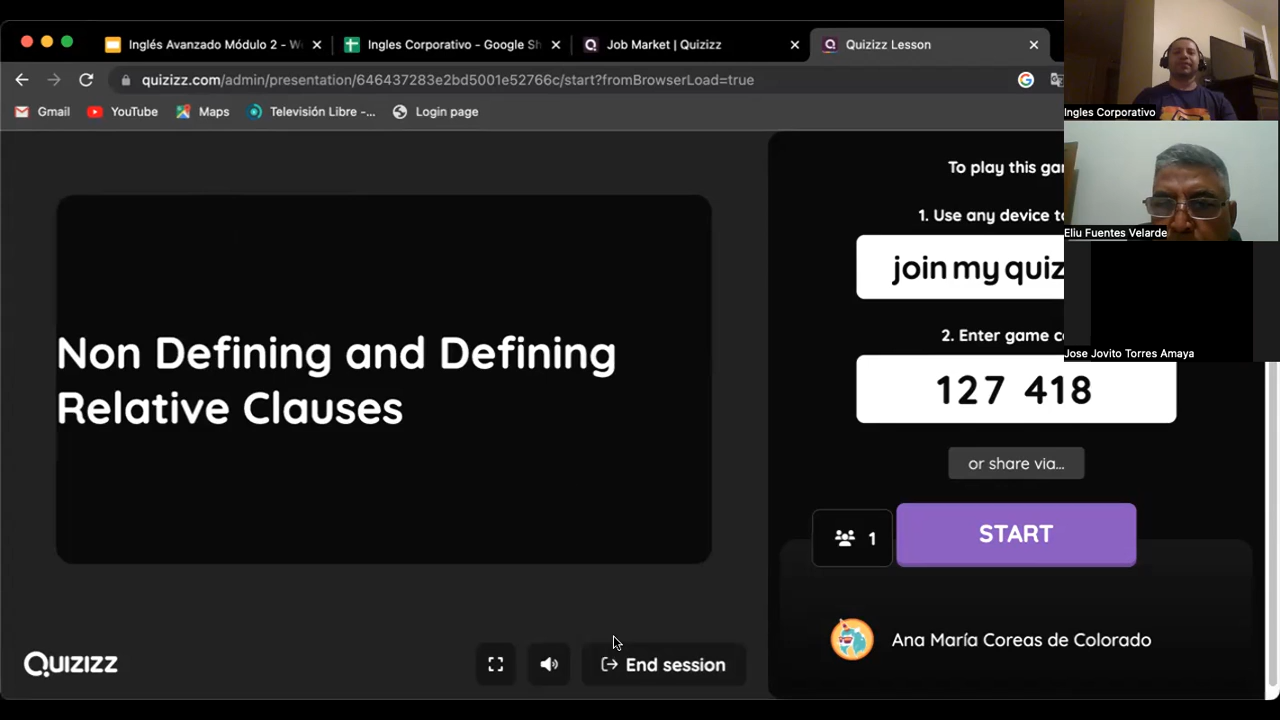 Inglés Avanzado Módulo 2 - W
Ingles Corporativo - Google Sh
Job Market | Quizizz
Quizizz Lesson
quizizz.com/admin/presentation/646437283e2bd5001e52766c/start?fromBrowserLoad=true
Gmail
YouTube
Maps
Televisión Libre -...
Login page
Ingles Corporativo
Eliu Fuentes Velarde
Jose Jovito Torres Amaya
Non Defining and Defining
Relative Clauses
To play this ga
1. Use any device to
join my quiz
2. Enter game c
127 418
or share via...
1
START
Ana María Coreas de Colorado
QUIZIZZ
End session